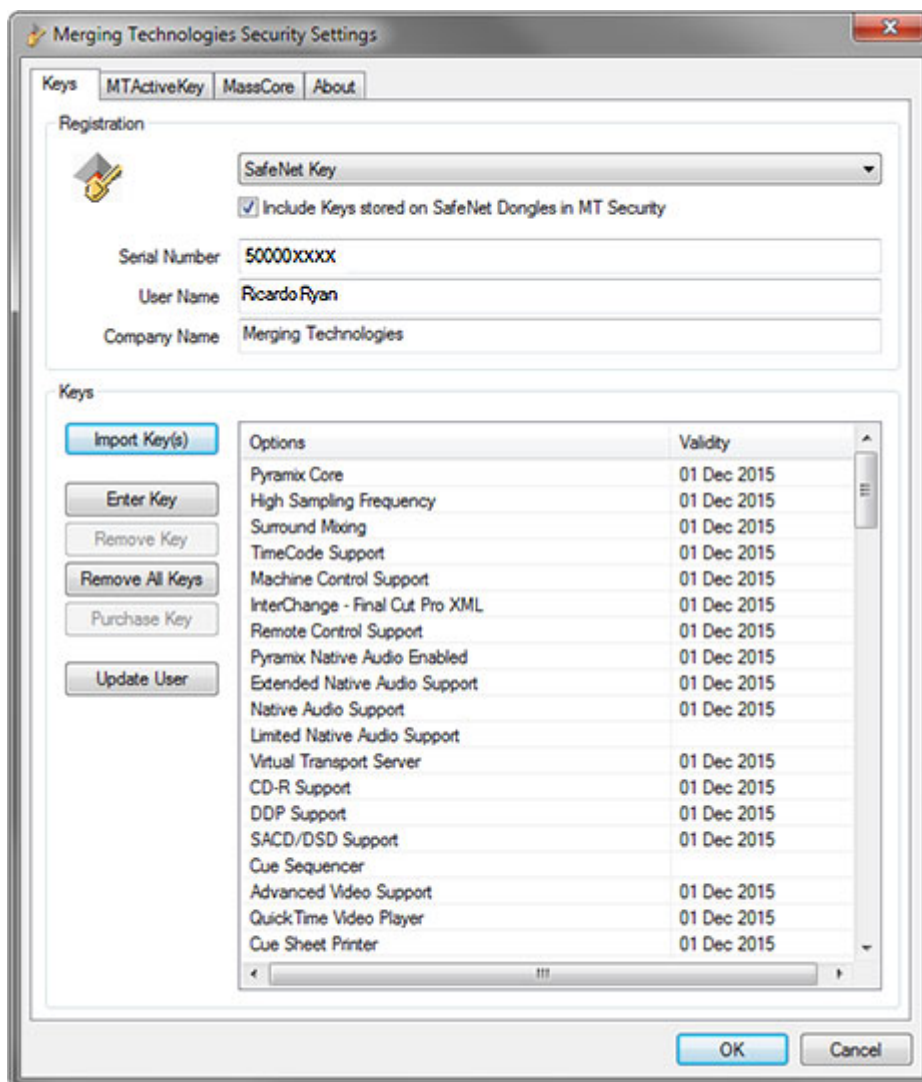 Merging Technologies Security Settings
Keys MTActiveKey MassCore About
Registration
SafeNet Key
Include Keys stored on SafeNet Dongles in MT Security
Serial Number 50000XXXX
User Name Ricardo Ryan
Company Name Merging Technologies
Keys
Import Key(s)
Enter Key
Remove Key
Remove All Keys
Purchase Key
Update User
Options Validity
Pyramix Core 01 Dec 2015
High Sampling Frequency 01 Dec 2015
Surround Mixing 01 Dec 2015
TimeCode Support 01 Dec 2015
Machine Control Support 01 Dec 2015
InterChange - Final Cut Pro XML 01 Dec 2015
Remote Control Support 01 Dec 2015
Pyramix Native Audio Enabled 01 Dec 2015
Extended Native Audio Support 01 Dec 2015
Native Audio Support 01 Dec 2015
Limited Native Audio Support
Virtual Transport Server 01 Dec 2015
CD-R Support 01 Dec 2015
DDP Support 01 Dec 2015
SACD/DSD Support 01 Dec 2015
Cue Sequencer
Advanced Video Support 01 Dec 2015
QuickTime Video Player 01 Dec 2015
Cue Sheet Printer 01 Dec 2015
OK Cancel